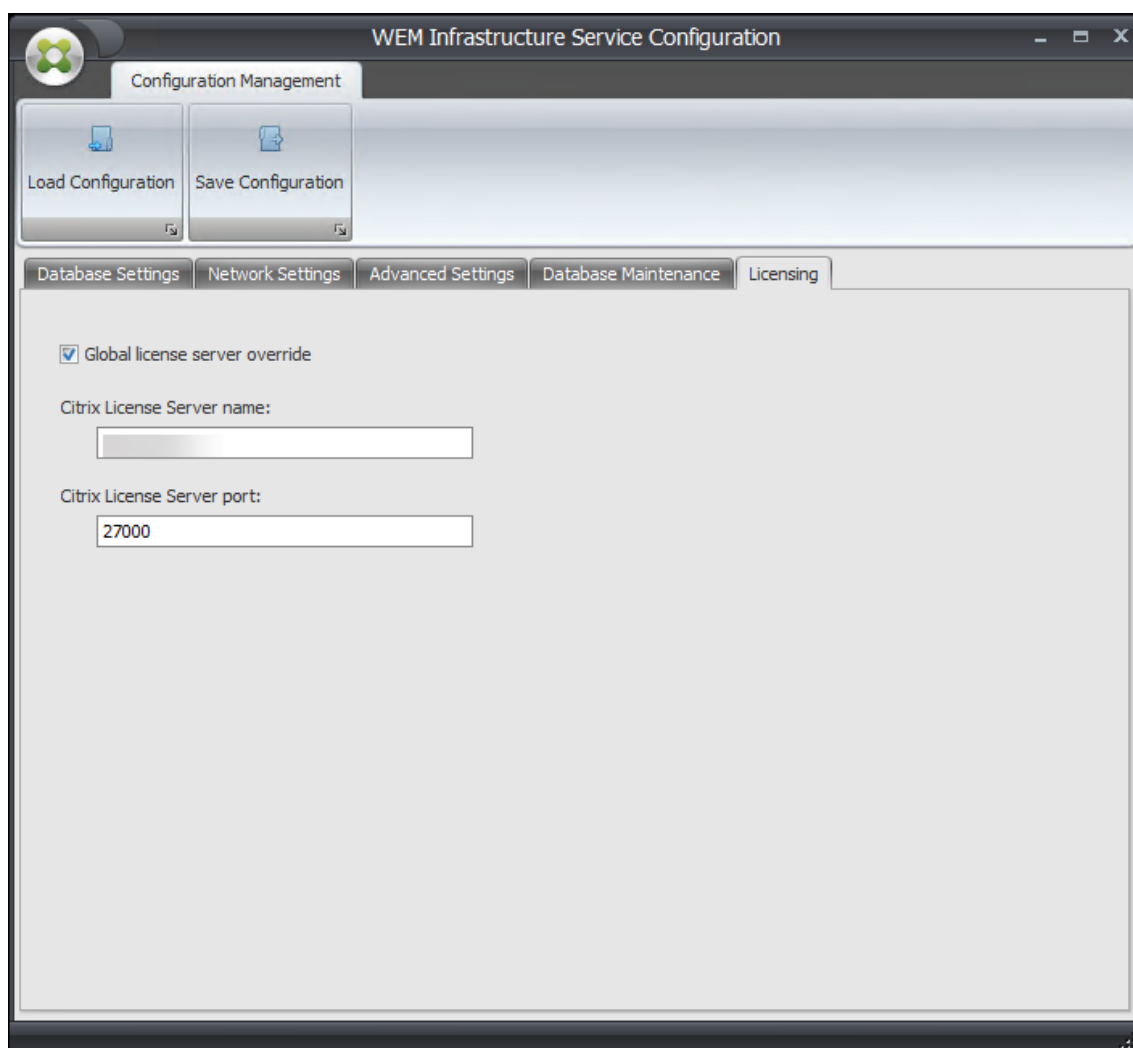 WEM Infrastructure Service Configuration
Configuration Management
Load Configuration Save Configuration
Database Settings Network Settings Advanced Settings Database Maintenance Licensing
Global license server override
Citrix License Server name:
Citrix License Server port:
27000